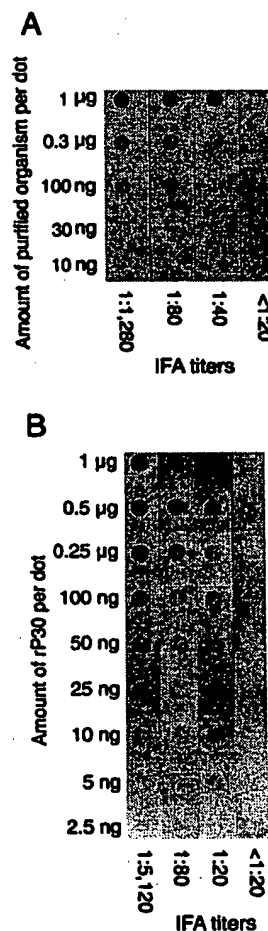 A
Amount of purified organism per dot
1 µg
0.3 µg
100 ng
30 ng
10 ng
1:1,280
1:80
1:40
<1:20
IFA titers
B
Amount of rP30 per dot
1 µg
0.5 µg
0.25 µg
100 ng
50 ng
25 ng
10 ng
5 ng
2.5 ng
1:5,120
1:80
1:20
<1:20
IFA titers